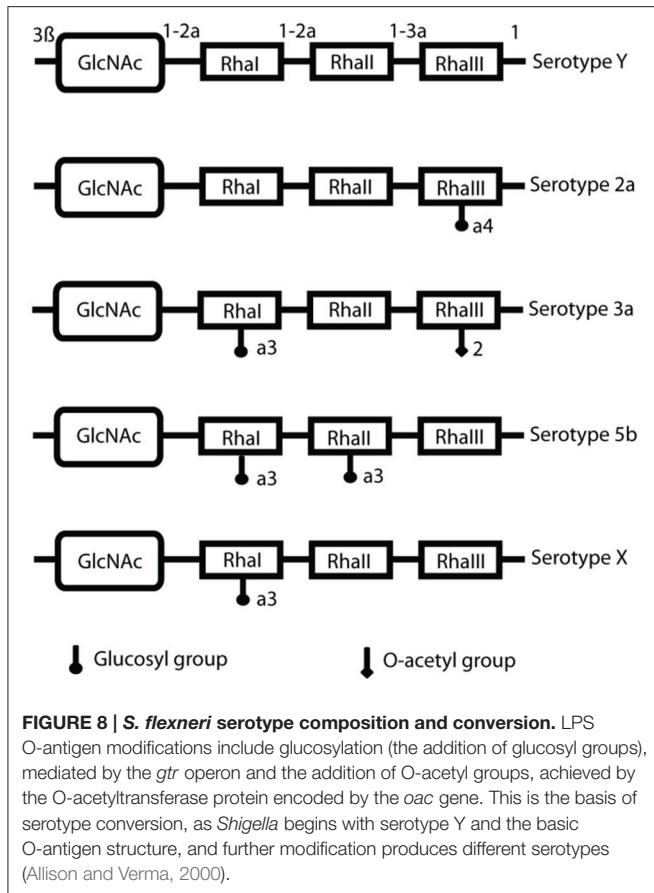 3ß 1-2a 1-2a 1-3a 1
GlcNAc RhaI RhaII RhaIII Serotype Y
GlcNAc RhaI RhaII RhaIII Serotype 2a
a4
GlcNAc RhaI RhaII RhaIII Serotype 3a
a3 2
GlcNAc RhaI RhaII RhaIII Serotype 5b
a3 a3
GlcNAc RhaI RhaII RhaIII Serotype X
a3
Glucosyl group O-acetyl group
FIGURE 8 | S. flexneri serotype composition and conversion. LPS
O-antigen modifications include glucosylation (the addition of glucosyl groups),
mediated by the gtr operon and the addition of O-acetyl groups, achieved by
the O-acetyltransferase protein encoded by the oac gene. This is the basis of
serotype conversion, as Shigella begins with serotype Y and the basic
O-antigen structure, and further modification produces different serotypes
(Allison and Verma, 2000).